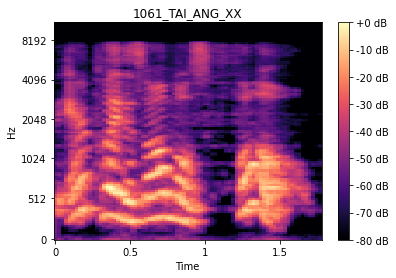 1061_TAI_ANG_XX
+0 dB
8192
-10 dB
4096
-20 dB
-30 dB
2048
Hz
-40 dB
1024
-50 dB
512
-60 dB
-70 dB
0
-80 dB
0
0.5
1
1.5
Time